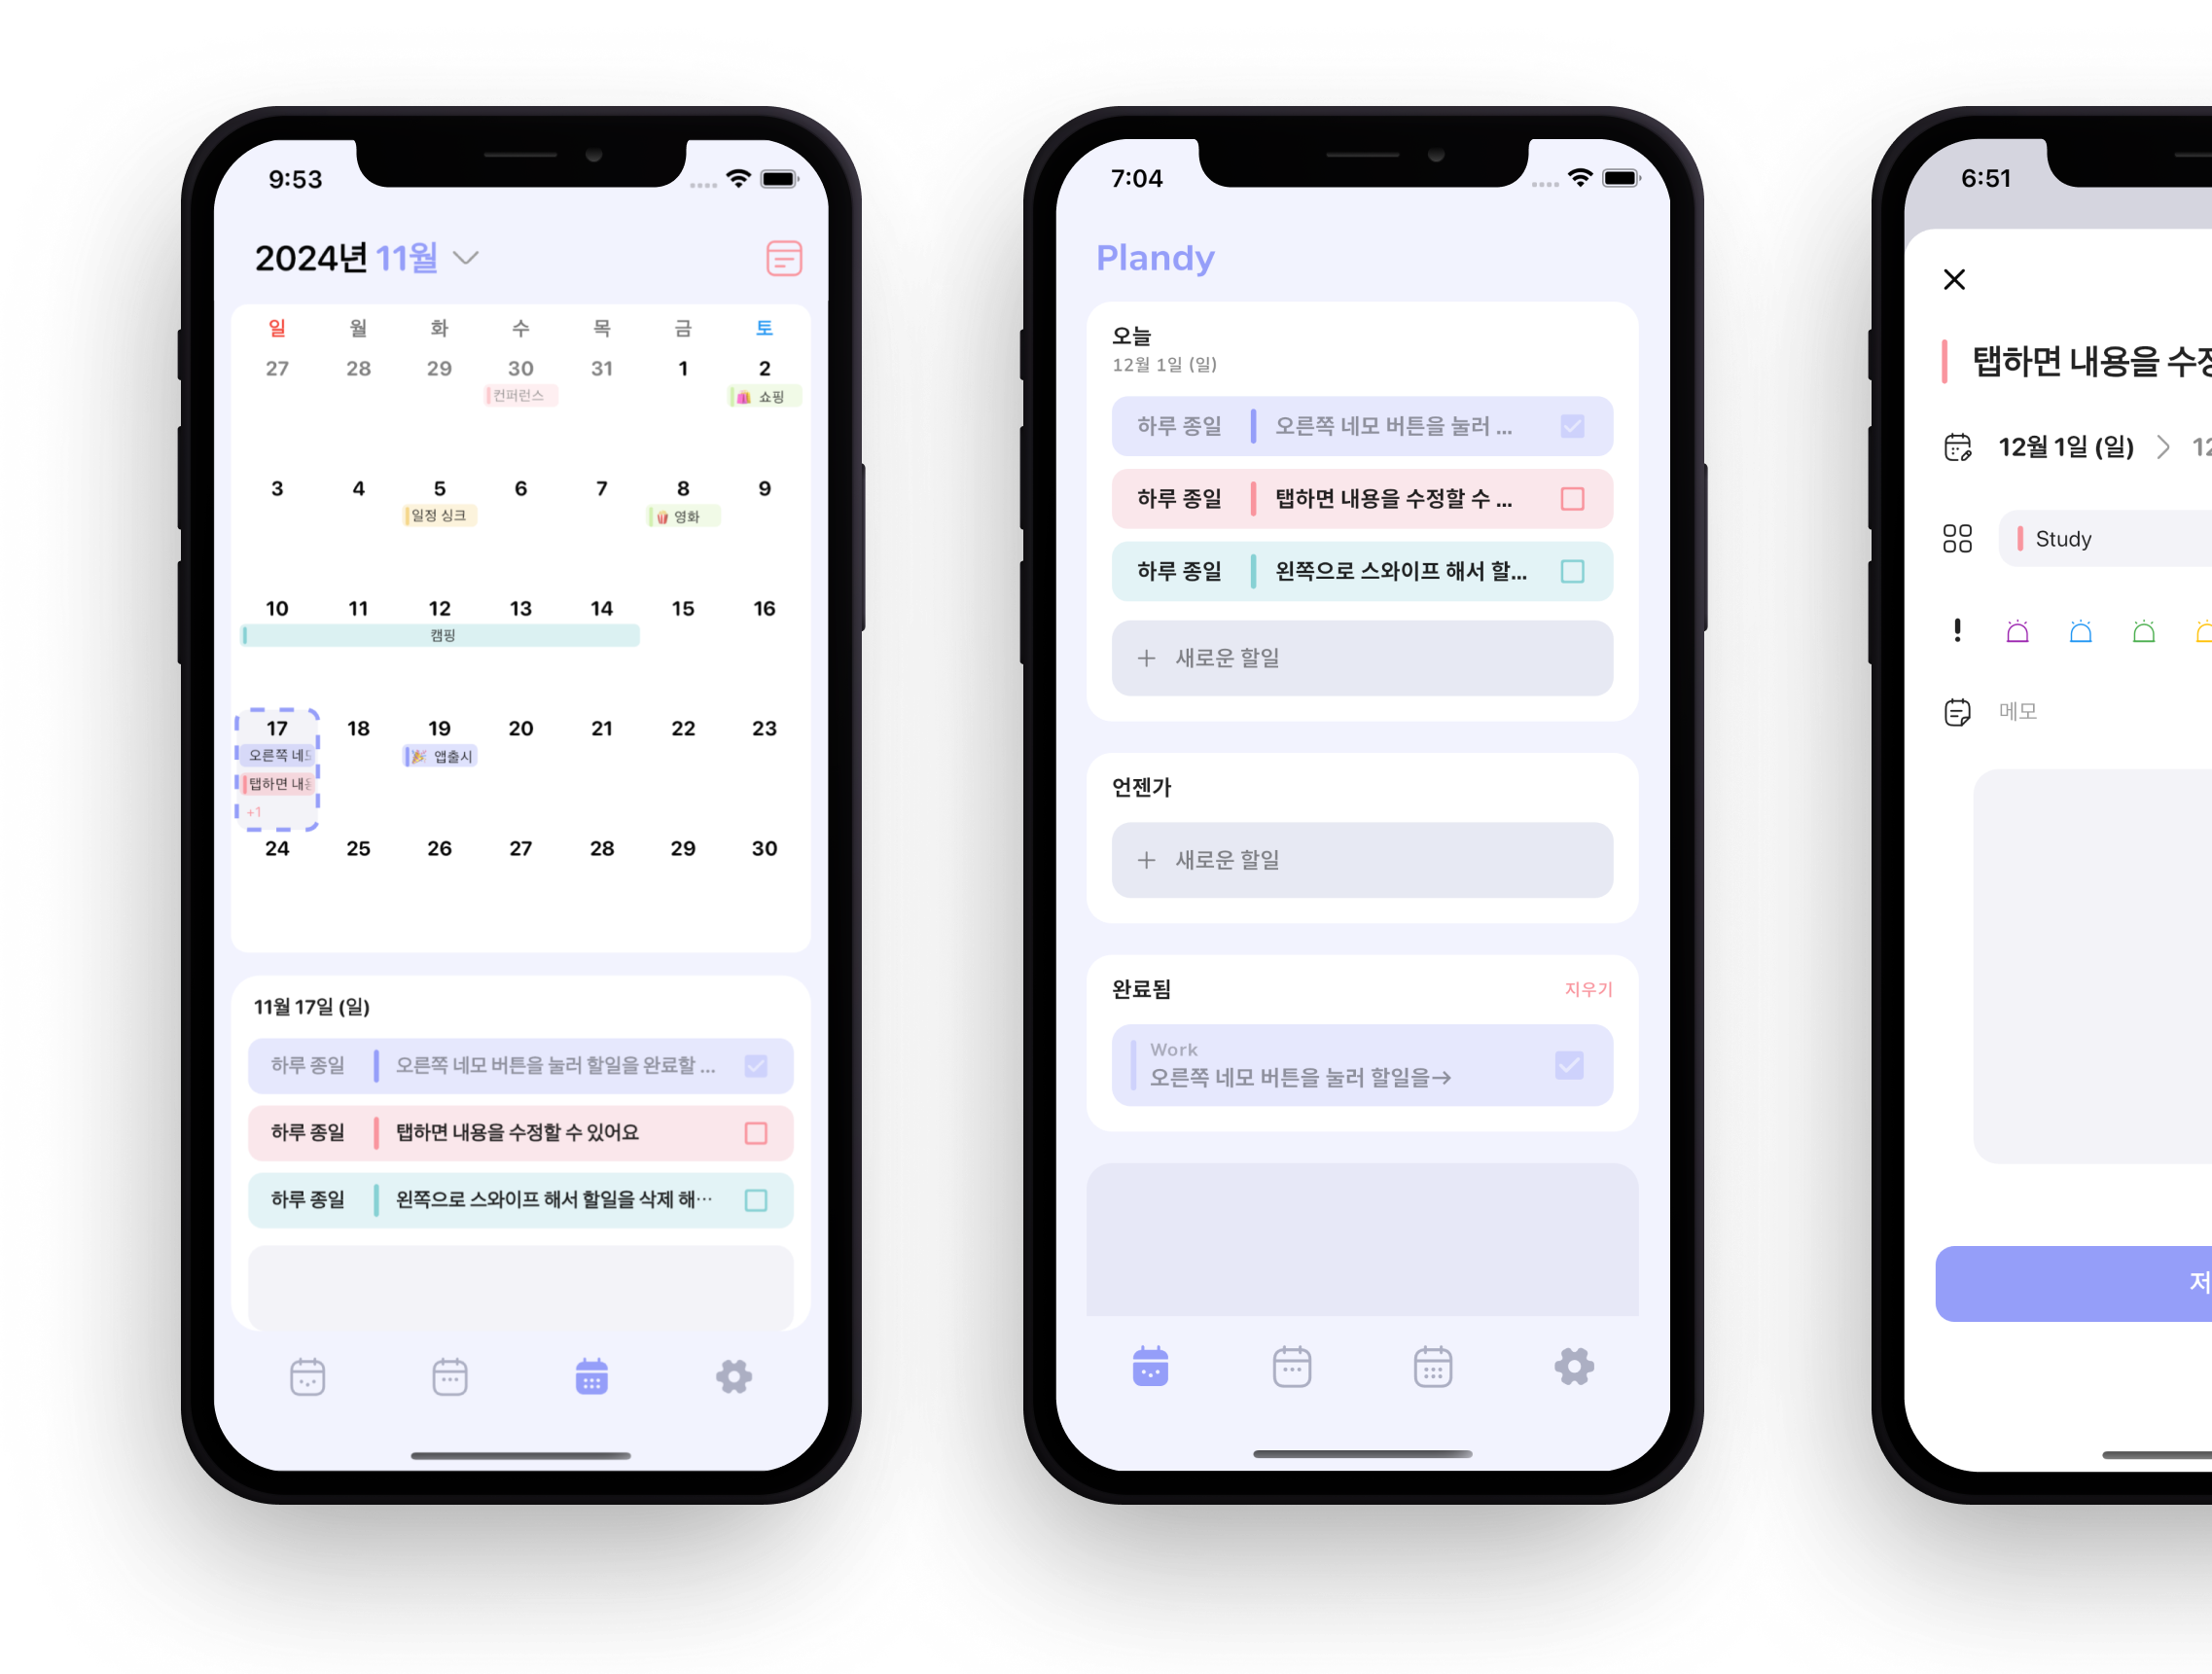 9:53
2024년 11월
일 월 화 수 목 금 토
27 28 29 30 31 1 2
컨퍼런스 쇼핑
3 4 5 6 7 8 9
일정 싱크 영화
10 11 12 13 14 15 16
캠핑
17 18 19 20 21 22 23
오른쪽 네 앱출시
탭하면 내
+1
24 25 26 27 28 29 30
11월 17일 (일)
하루 종일 오른쪽 네모 버튼을 눌러 할일을 완료할 ...
하루 종일 탭하면 내용을 수정할 수 있어요
하루 종일 왼쪽으로 스와이프 해서 할일을 삭제 해...
7:04
Plandy
오늘
12월 1일 (일)
하루 종일 오른쪽 네모 버튼을 눌러 ...
하루 종일 탭하면 내용을 수정할 수 ...
하루 종일 왼쪽으로 스와이프 해서 할...
+ 새로운 할일
언젠가
+ 새로운 할일
완료됨 지우기
Work
오른쪽 네모 버튼을 눌러 할일을→
6:51
탭하면 내용을 수
12월 1일 (일) > 12
Study
메모
저